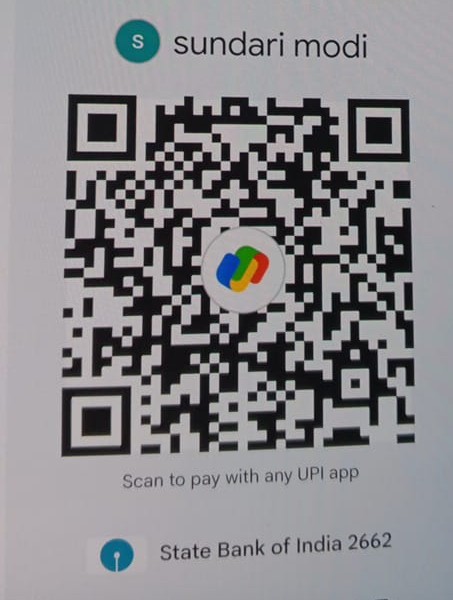 S
sundari modi
Scan to pay with any UPI app
State Bank of India 2662